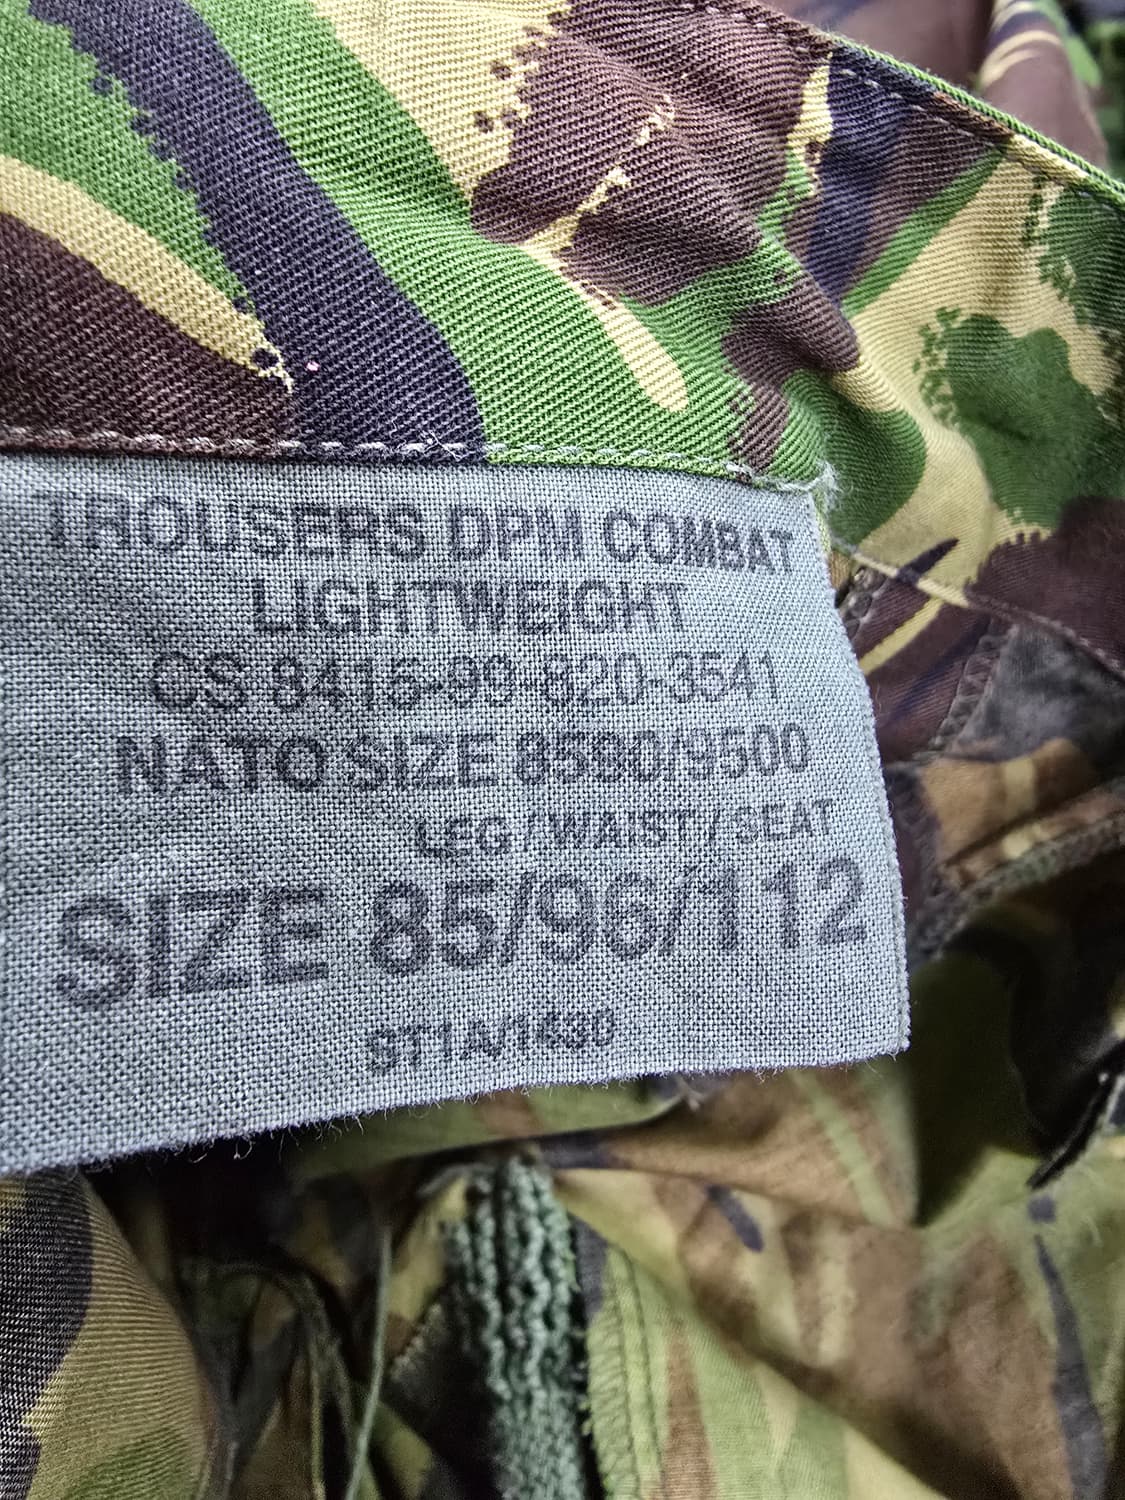 TROUSERS DPM COMBAT
LIGHTWEIGHT
CS 8415-99-820-3541
NATO SIZE 8590/9500
LEG / WAIST / SEAT
SIZE 85/96/112
ST1A/1430